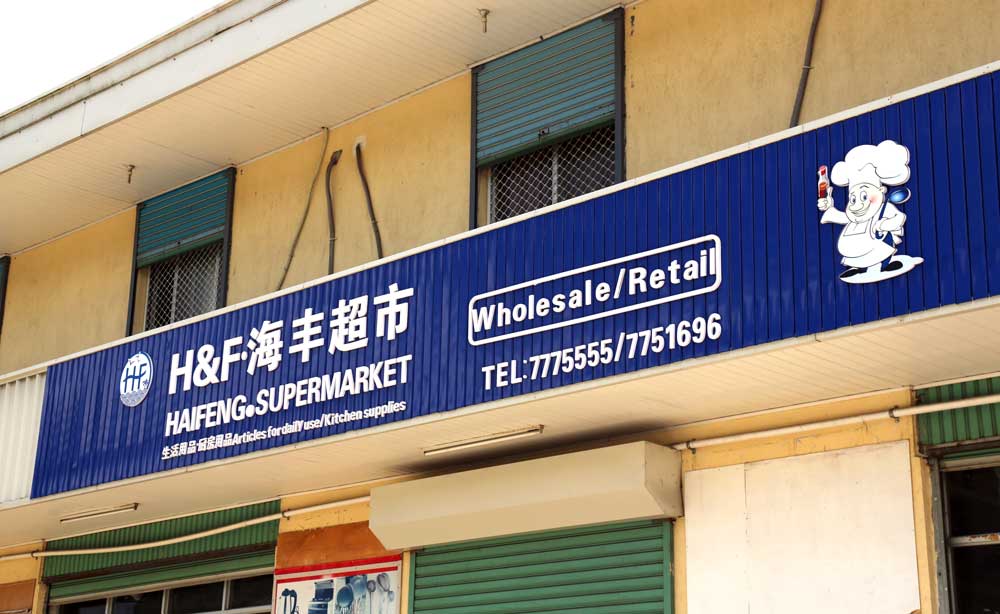 HF
H&F·海丰超市
HAIFENG●SUPERMARKET
生活用品·厨房用品Articles for daily use/Kitchen supplies
Wholesale/Retail
TEL:7775555/7751696